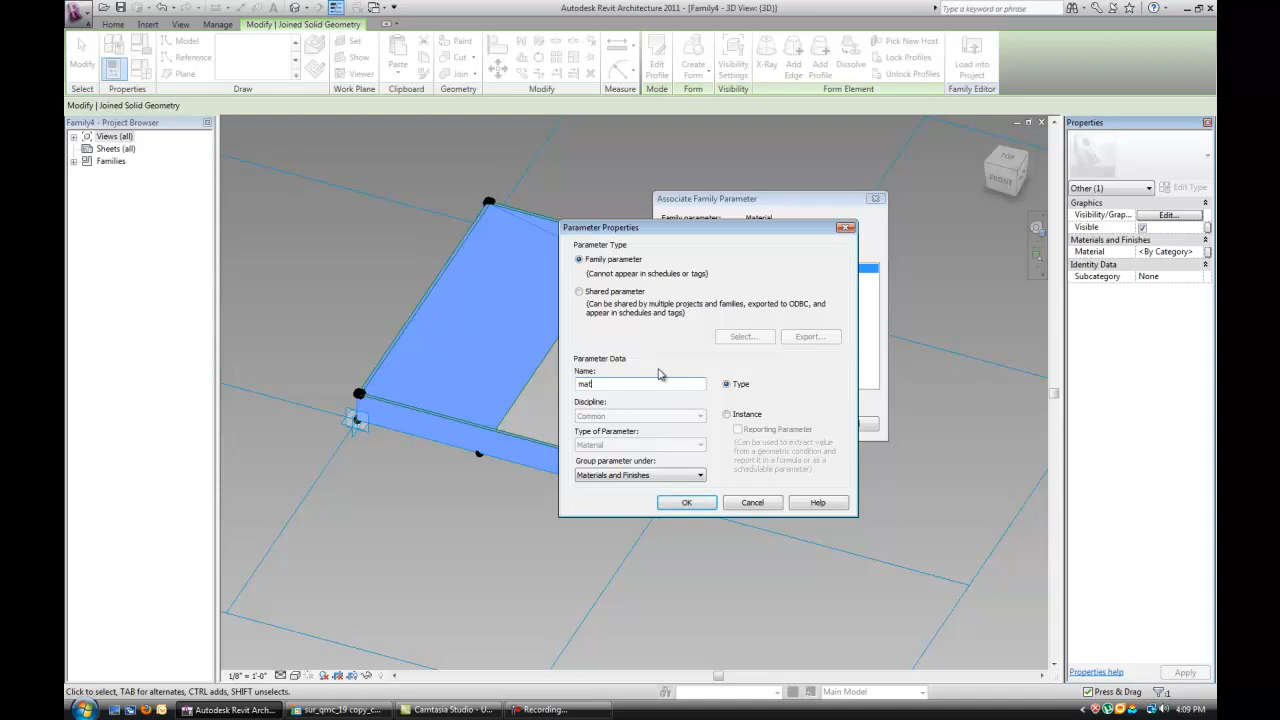 Autodesk Revit Architecture 2011 - [Family4 - 3D View: {3D}]
Type a keyword or phrase
Home
Insert
View
Manage
Modify | Joined Solid Geometry
Modify
Model
Reference
Plane
Set
Show
Viewer
Paste
Paint
Cut
Join
Edit
Profile
Create
Form
Visibility
Settings
X-Ray
Add
Edge
Add
Profile
Dissolve
Pick New Host
Lock Profiles
Unlock Profiles
Load into
Project
Select
Properties
Draw
Work Plane
Clipboard
Geometry
Modify
Measure
Mode
Form
Visibility
Form Element
Family Editor
Modify | Joined Solid Geometry
Family4 - Project Browser
Views (all)
Sheets (all)
Families
TOP
FRONT
Associate Family Parameter
Family parameter:
Material
Parameter Properties
Parameter Type
Family parameter
(Cannot appear in schedules or tags)
Shared parameter
(Can be shared by multiple projects and families, exported to ODBC, and
appear in schedules and tags)
Select...
Export...
Parameter Data
Name:
mat
Type
Discipline:
Common
Instance
Reporting Parameter
Type of Parameter:
Material
(Can be used to extract value
from a geometric condition and
report it in a formula or as a
schedulable parameter)
Group parameter under:
Materials and Finishes
OK
Cancel
Help
Properties
Other (1)
Edit Type
Graphics
Visibility/Grap...
Edit...
Visible
Materials and Finishes
Material
<By Category>
Identity Data
Subcategory
None
Properties help
Apply
1/8" = 1'-0"
Click to select, TAB for alternates, CTRL adds, SHIFT unselects.
Main Model
Press & Drag
:1
Autodesk Revit Arch...
sur_qmc_19 copy_c...
Camtasia Studio - U...
Recording...
4:09 PM